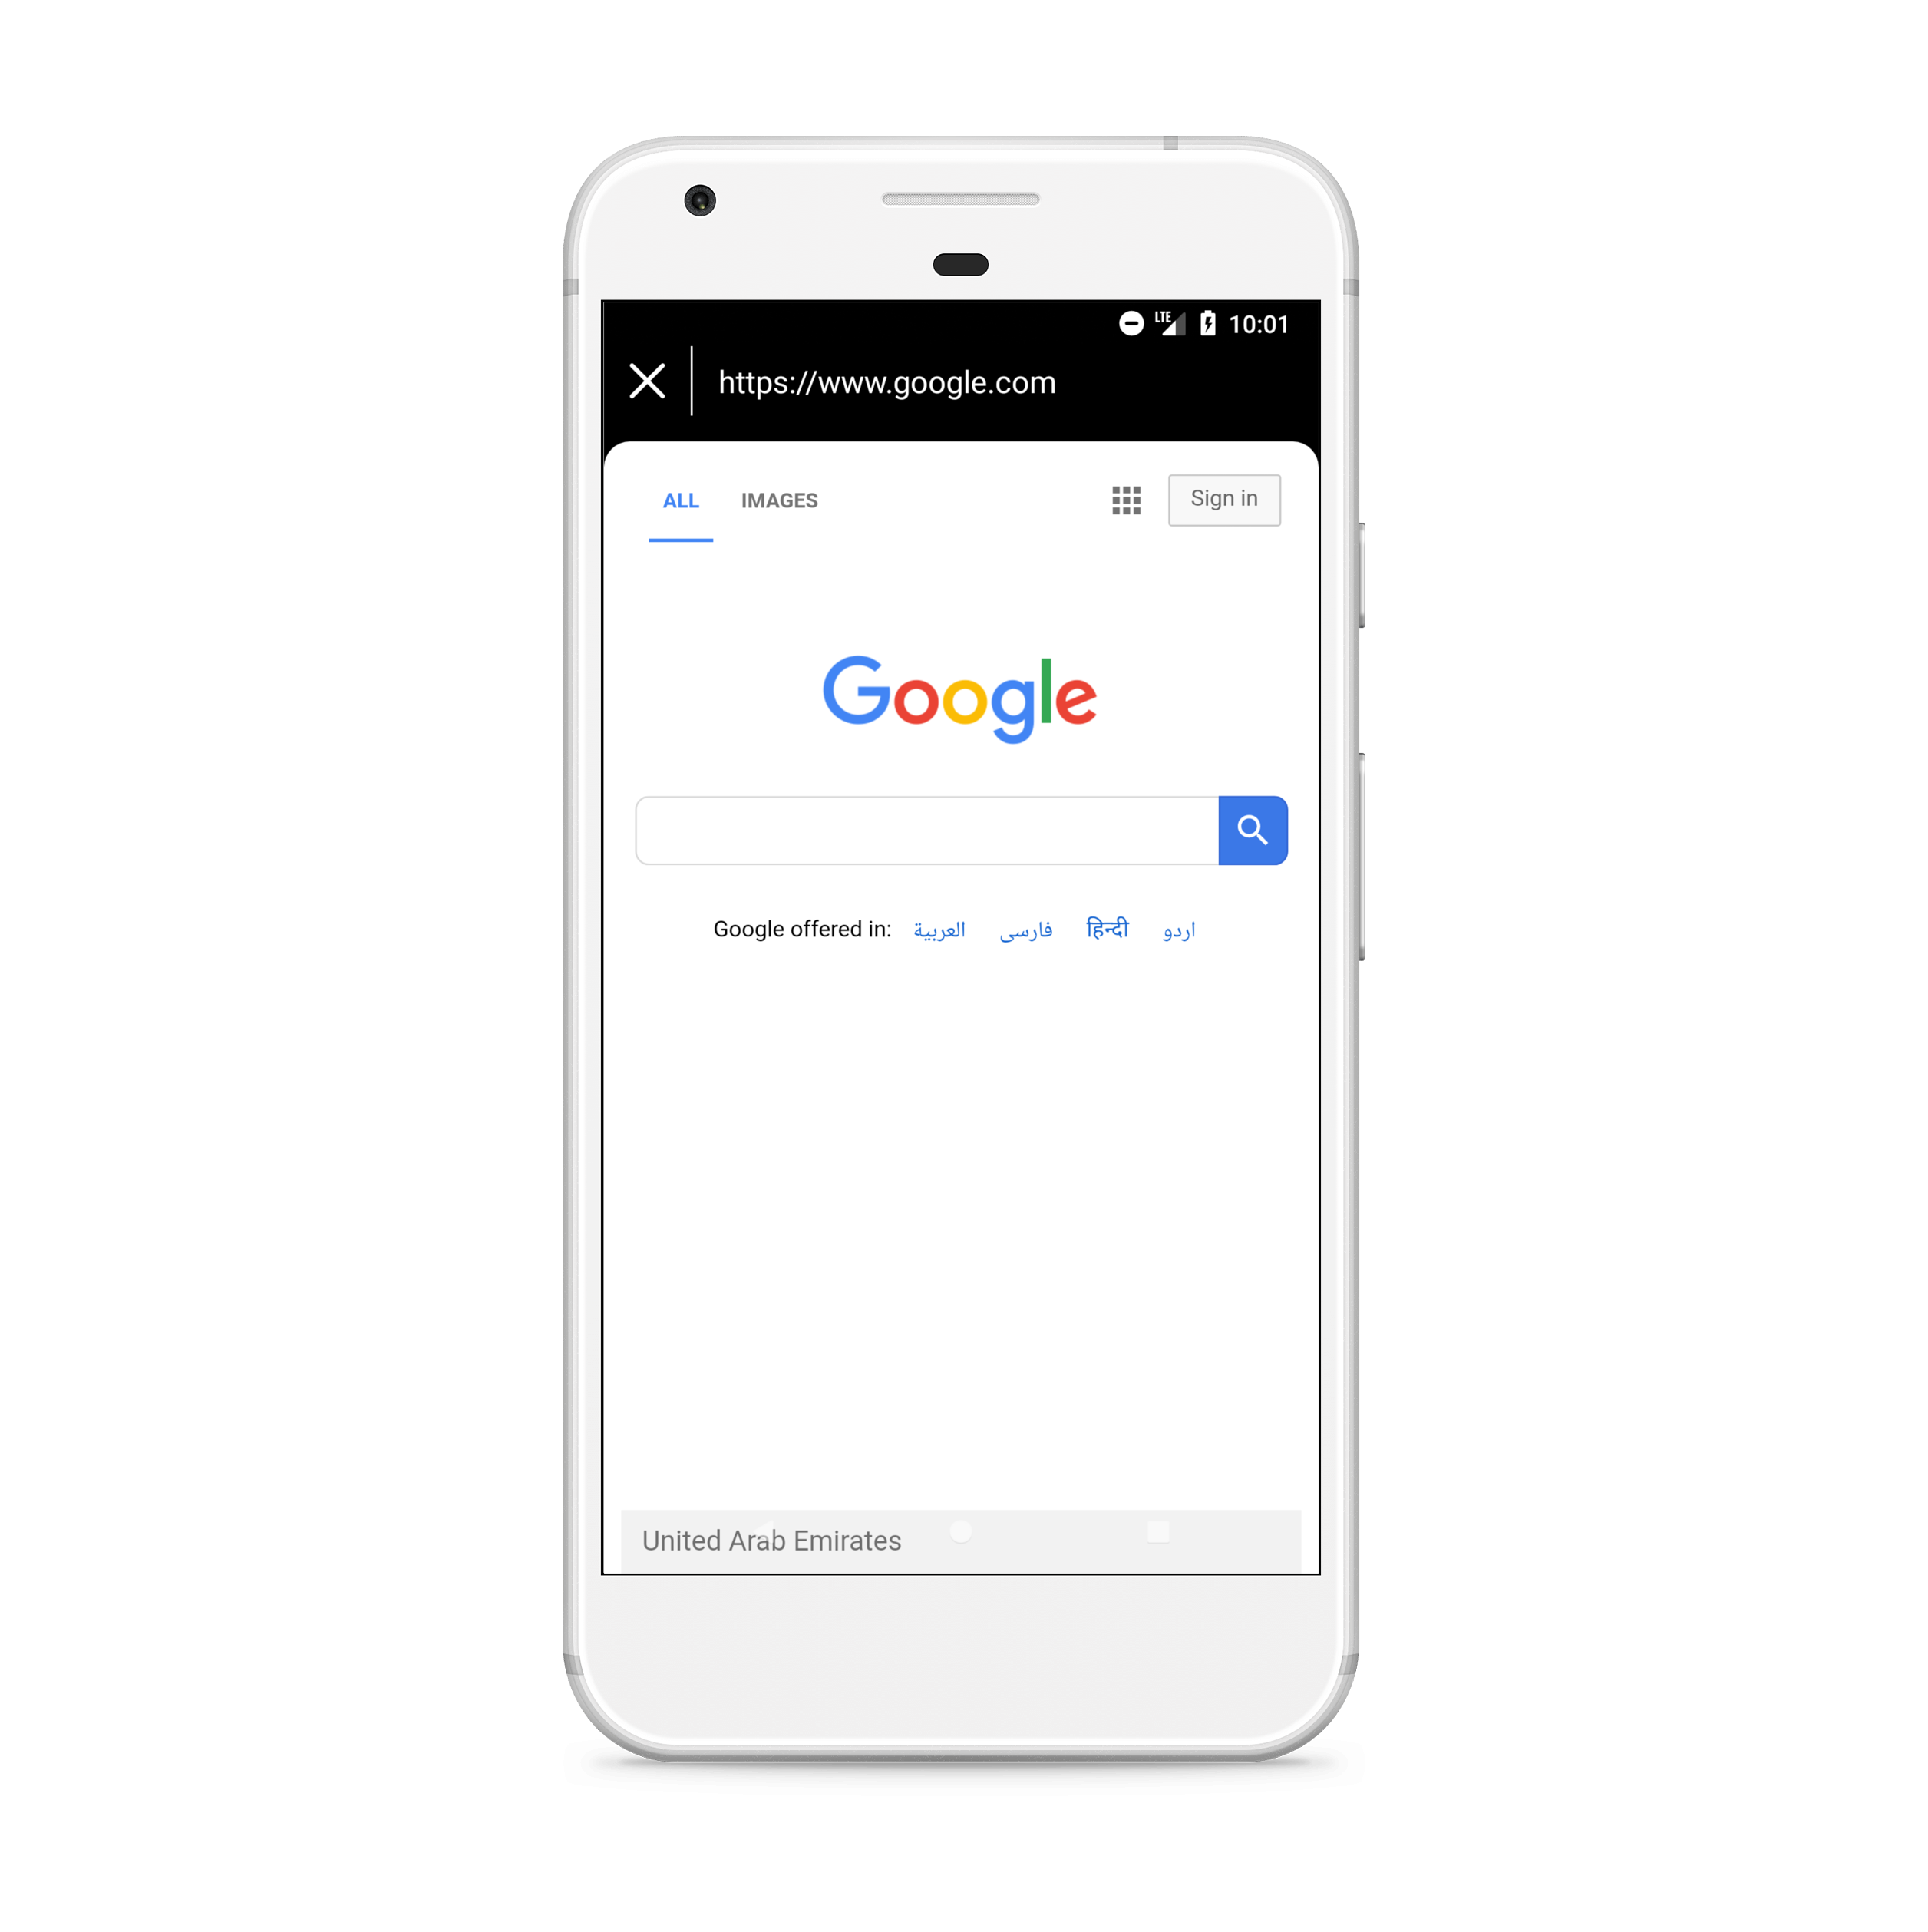 LTE 10:01
https://www.google.com
ALL IMAGES Sign in
Google
Google offered in: العربية فارسی हिन्दी اردو
United Arab Emirates